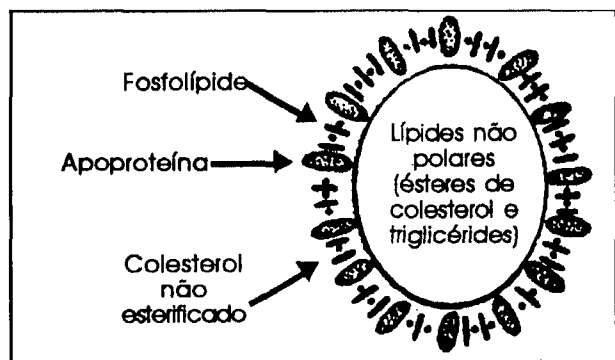 Fosfolípide
Apoproteína
Colesterol
não
esterificado
Lípides não
polares
(ésteres de
colesterol e
triglicérides)